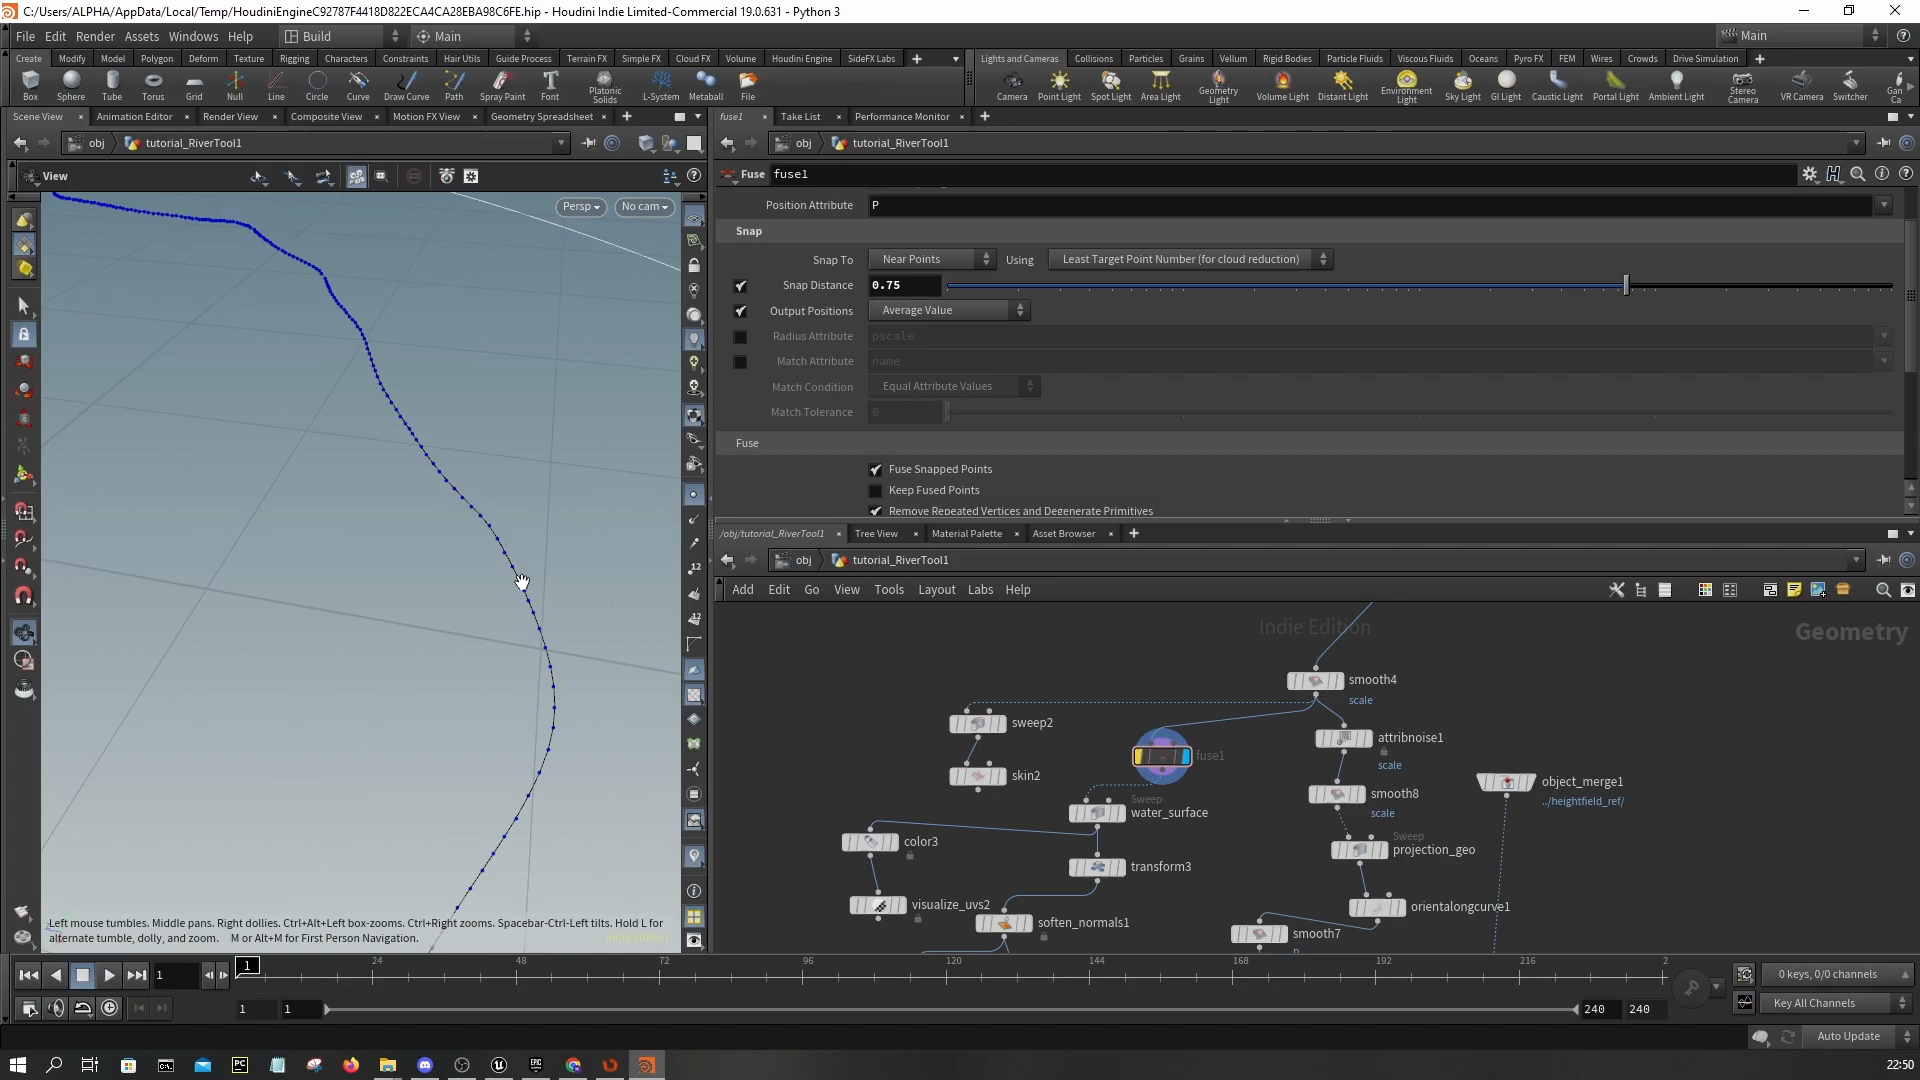 C:/Users/ALPHA/AppData/Local/Temp/HoudiniEngineC92787F4418D822ECA4CA28EBA98C6FE.hip - Houdini Indie Limited-Commercial 19.0.631 - Python 3
File Edit Render Assets Windows Help Build Main Main
Create Modify Model Polygon Deform Texture Rigging Characters Constraints Hair Utils Guide Process Terrain FX Simple FX Cloud FX Volume Houdini Engine SideFX Labs
Lights and Cameras Collisions Particles Grains Vellum Rigid Bodies Particle Fluids Viscous Fluids Oceans Pyro FX FEM Wires Crowds Drive Simulation
Box Sphere Tube Torus Grid Null Line Circle Curve Draw Curve Path Spray Paint Font Platonic Solids L-System Metaball File
Camera Point Light Spot Light Area Light Geometry Light Volume Light Distant Light Environment Light Sky Light GI Light Caustic Light Portal Light Ambient Light Stereo Camera VR Camera Switcher Gan Ca
Scene View Animation Editor Render View Composite View Motion FX View Geometry Spreadsheet
fuse1 Take List Performance Monitor
obj tutorial_RiverTool1
obj tutorial_RiverTool1
View
Fuse fuse1
Persp No cam
Position Attribute P
Snap
Snap To Near Points Using Least Target Point Number (for cloud reduction)
Snap Distance 0.75
Output Positions Average Value
Radius Attribute pscale
Match Attribute name
Match Condition Equal Attribute Values
Match Tolerance 0
Fuse
Fuse Snapped Points
Keep Fused Points
Remove Repeated Vertices and Degenerate Primitives
/obj/tutorial_RiverTool1 Tree View Material Palette Asset Browser
obj tutorial_RiverTool1
Add Edit Go View Tools Layout Labs Help
Indie Edition
Geometry
smooth4
scale
sweep2
attribnoise1
scale
fuse1
skin2
object_merge1
../heightfield_ref/
smooth8
scale
Sweep
water_surface
Sweep
projection_geo
color3
transform3
visualize_uvs2
orientalongcurve1
soften_normals1
smooth7
P
12
12
Left mouse tumbles. Middle pans. Right dollies. Ctrl+Alt+Left box-zooms. Ctrl+Right zooms. Spacebar-Ctrl-Left tilts. Hold L for
alternate tumble, dolly, and zoom. M or Alt+M for First Person Navigation.
Indie Edition
1 1 24 48 72 96 120 144 168 192 216 2
0 keys, 0/0 channels
1 1 240 240
Key All Channels
Auto Update
22:50